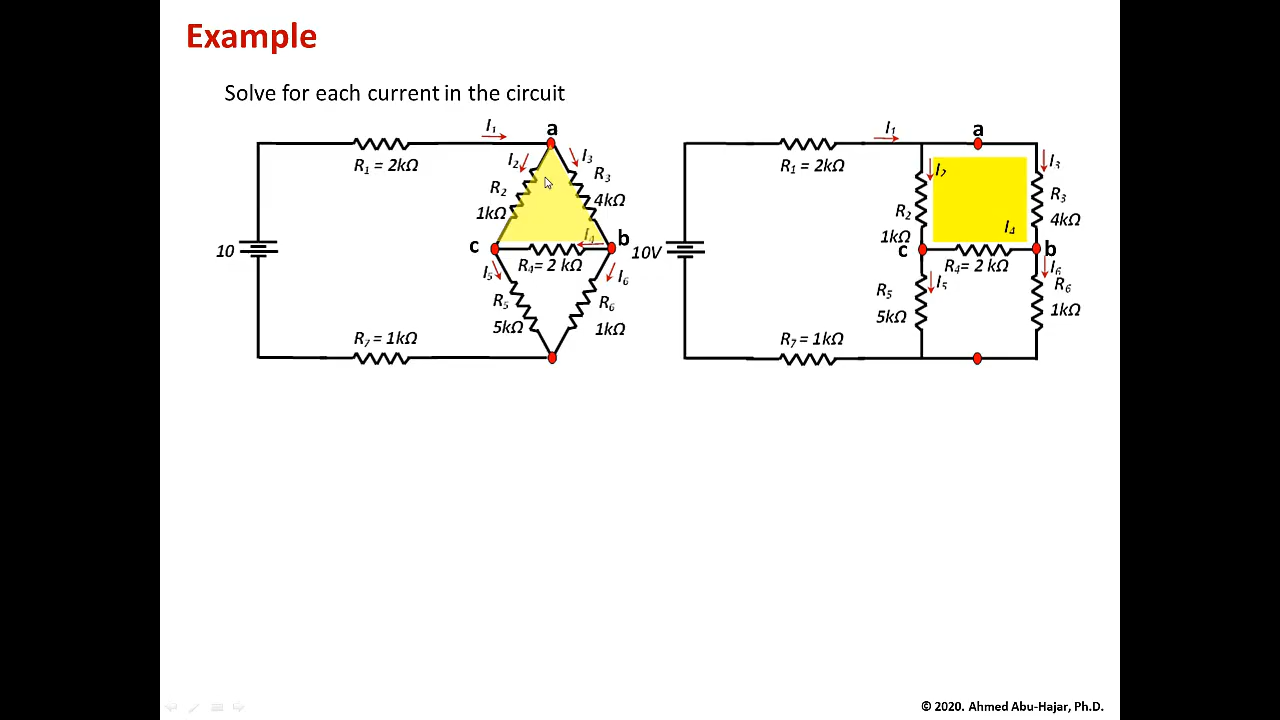 Example
Solve for each current in the circuit
I₁
a
R₁ = 2kΩ
I₂
I₃
R₂
1kΩ
R₃
4kΩ
I₄
c
b
10
R₄= 2 kΩ
I₅
I₆
R₅
5kΩ
R₆
1kΩ
R₇ = 1kΩ
I₁
a
R₁ = 2kΩ
I₂
I₃
R₂
1kΩ
R₃
4kΩ
I₄
c
b
10V
R₄= 2 kΩ
I₅
I₆
R₅
5kΩ
R₆
1kΩ
R₇ = 1kΩ
© 2020. Ahmed Abu-Hajar, Ph.D.